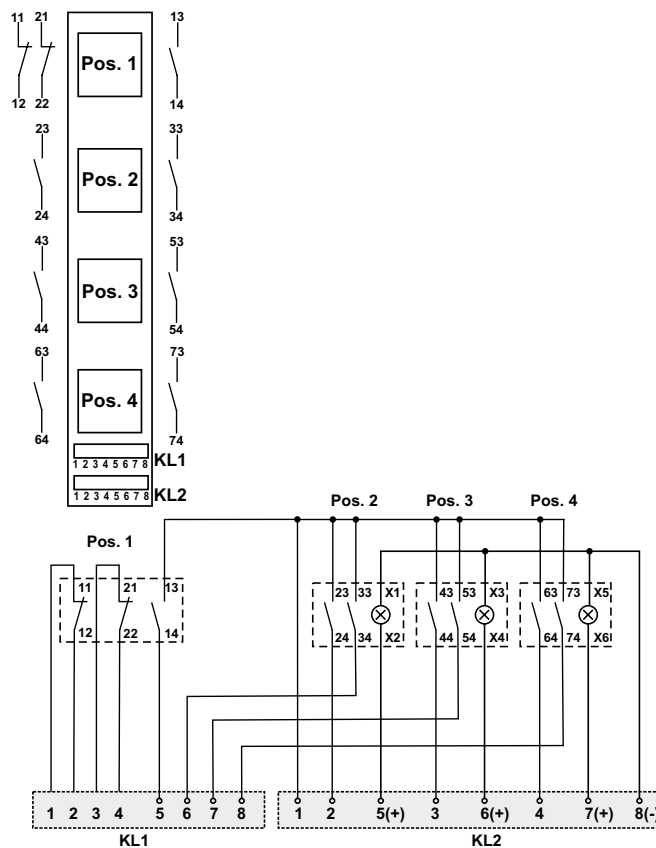 11 21 13
Pos. 1
12 22 14
23 33
Pos. 2
24 34
43 53
Pos. 3
44 54
63 73
Pos. 4
64 74
KL1
1 2 3 4 5 6 7 8
KL2
1 2 3 4 5 6 7 8
Pos. 2 Pos. 3 Pos. 4
Pos. 1
11 21 13 23 33 X1 43 53 X3 63 73 X5
12 22 14 24 34 X2 44 54 X4 64 74 X6
1 2 3 4 5 6 7 8 1 2 5(+) 3 6(+) 4 7(+) 8(-)
KL1 KL2